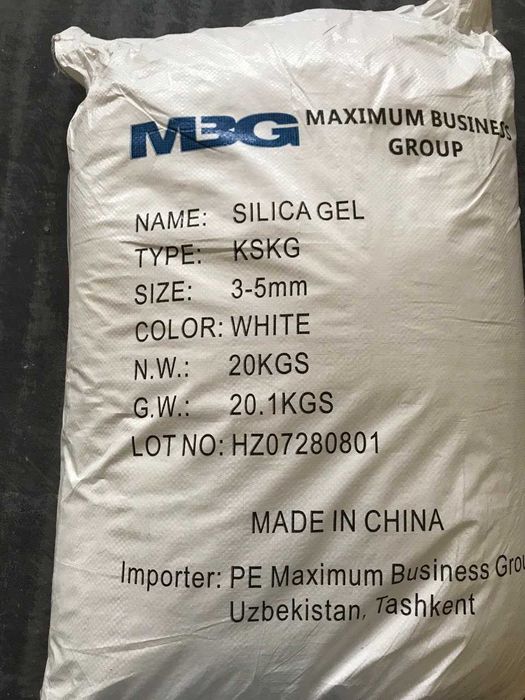 MBG MAXIMUM BUSINESS
GROUP
NAME: SILICA GEL
TYPE: KSKG
SIZE: 3-5mm
COLOR: WHITE
N.W.: 20KGS
G.W.: 20.1KGS
LOT NO: HZ07280801
MADE IN CHINA
Importer: PE Maximum Business Grou
Uzbekistan, Tashkent